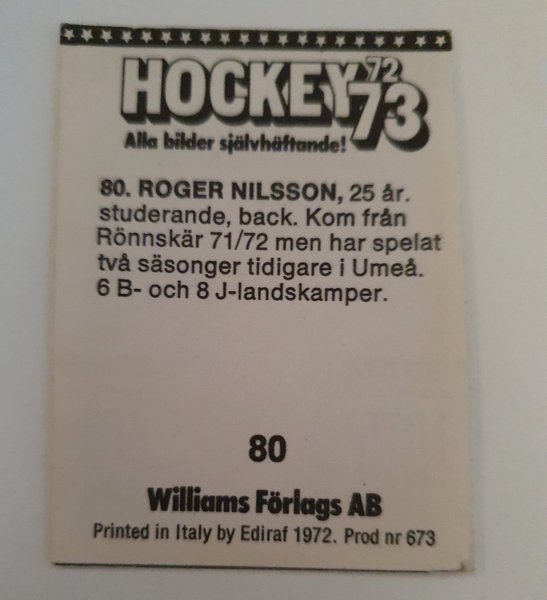 HOCKEY 72 73
Alla bilder självhäftande!
80. ROGER NILSSON, 25 år.
studerande, back. Kom från
Rönnskär 71/72 men har spelat
två säsonger tidigare i Umeå.
6 B- och 8 J-landskamper.
80
Williams Förlags AB
Printed in Italy by Ediraf 1972. Prod nr 673